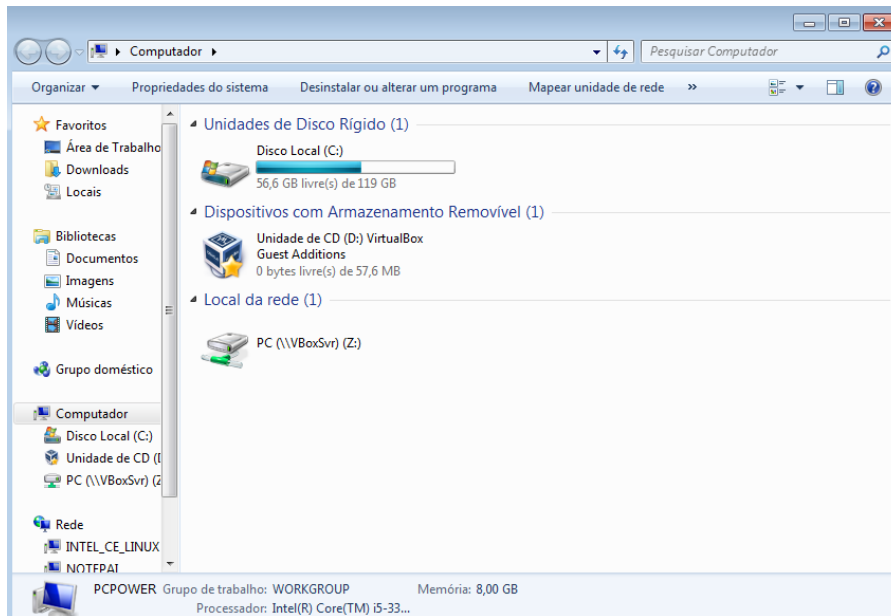 Computador
Pesquisar Computador
Organizar
Propriedades do sistema
Desinstalar ou alterar um programa
Mapear unidade de rede
»
Favoritos
Área de Trabalho
Downloads
Locais
Bibliotecas
Documentos
Imagens
Músicas
Vídeos
Grupo doméstico
Computador
Disco Local (C:)
Unidade de CD (D
PC (\\VBoxSvr) (Z
Rede
INTEL_CE_LINUX
NOTEPAI
Unidades de Disco Rígido (1)
Disco Local (C:)
56,6 GB livre(s) de 119 GB
Dispositivos com Armazenamento Removível (1)
Unidade de CD (D:) VirtualBox
Guest Additions
0 bytes livre(s) de 57,6 MB
Local da rede (1)
PC (\\VBoxSvr) (Z:)
PCPOWER Grupo de trabalho: WORKGROUP Memória: 8,00 GB
Processador: Intel(R) Core(TM) i5-33...